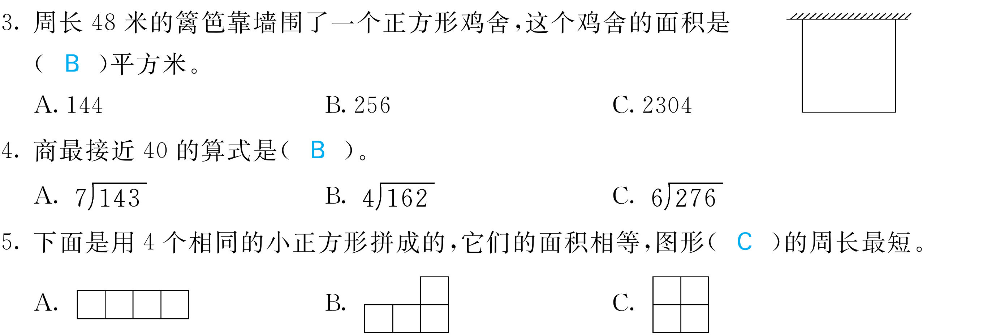 3. 周长 48 米的篱笆靠墙围了一个正方形鸡舍,这个鸡舍的面积是
( B )平方米。
A. 144 B. 256 C. 2304
4. 商最接近 40 的算式是( B )。
A. 7)143 B. 4)162 C. 6)276
5. 下面是用 4 个相同的小正方形拼成的,它们的面积相等,图形( C )的周长最短。
A. B. C.